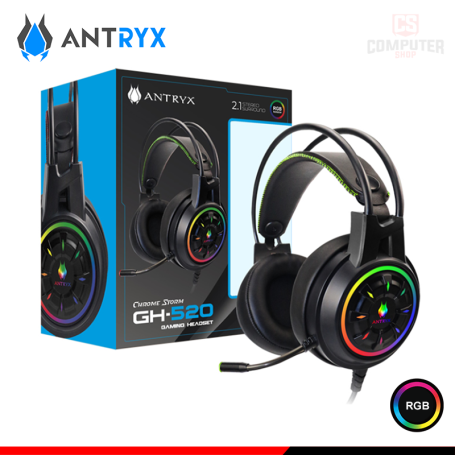 ANTRYX
CS
COMPUTER
SHOP
ANTRYX
2.1 STEREO
SURROUND
RGB
CHROME STORM
GH-520
GAMING HEADSET
RGB